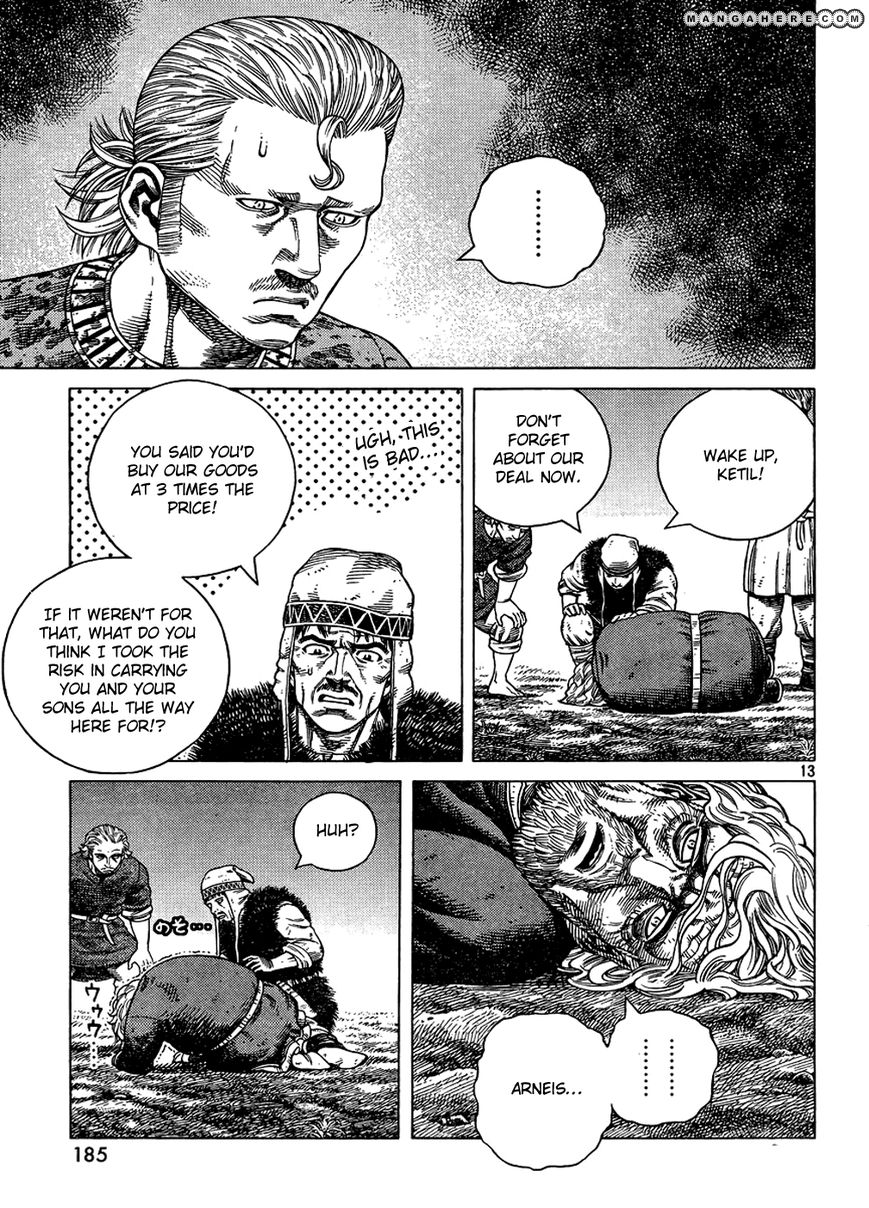 MANGAHERE.COM
⋮
WAKE UP,
KETIL!
DON'T
FORGET
ABOUT OUR
DEAL NOW.
UGH, THIS
IS BAD...
YOU SAID YOU'D
BUY OUR GOODS
AT 3 TIMES THE
PRICE!
IF IT WEREN'T FOR
THAT, WHAT DO YOU
THINK I TOOK THE
RISK IN CARRYING
YOU AND YOUR
SONS ALL THE WAY
HERE FOR!?
13
⋮ ⋮
ARNEIS...
HUH?
のそ…
ウゥゥ…
185